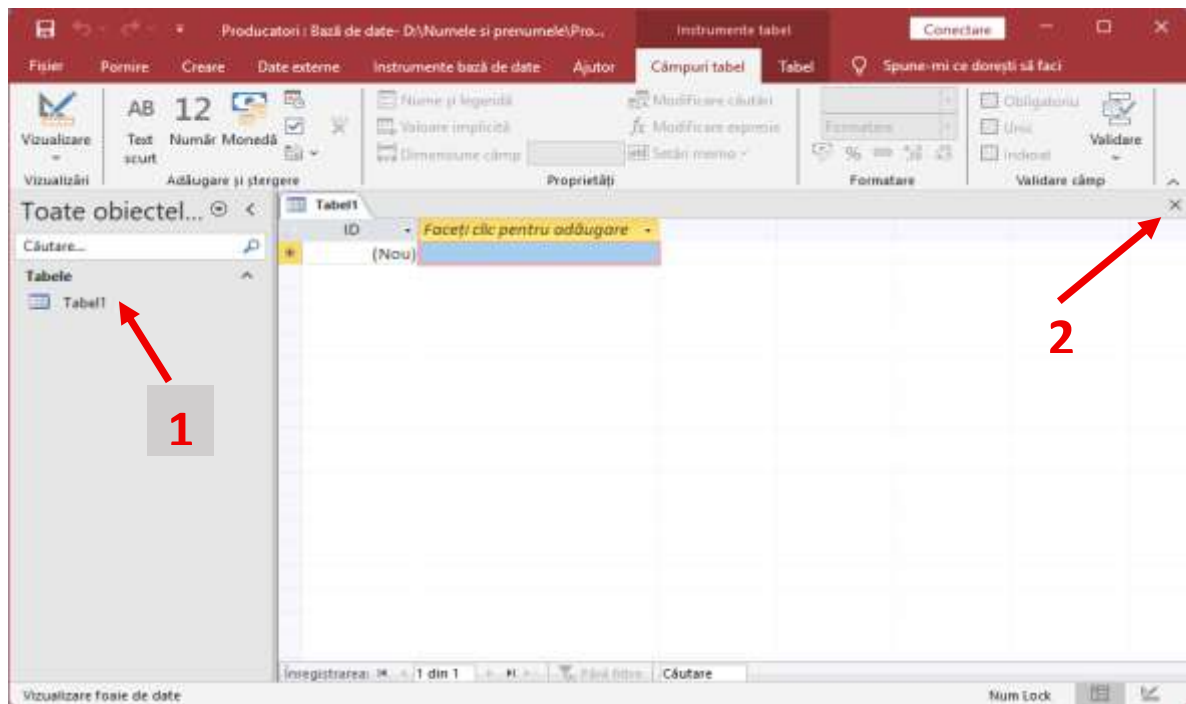 Producatori : Bază de date- D:\Numele si prenumele\Pro... Instrumente tabel Conectare
Fișier Pornire Creare Date externe Instrumente bază de date Ajutor Câmpuri tabel Tabel Spune-mi ce dorești să faci
Vizualizare AB Text scurt 12 Număr Monedă
Nume și legendă Modificare căutări Obligatoriu
Valoare implicită fx Modificare expresie Formatare Unic Validare
Dimensiune câmp ab Setări memo % Indexat
Vizualizări Adăugare și ștergere Proprietăți Formatare Validare câmp
Toate obiectel... Tabel1
ID Faceți clic pentru adăugare
Căutare... (Nou)
Tabele
Tabel1
2
1
Înregistrarea: 1 din 1 Fără filtru Căutare
Vizualizare foaie de date Num Lock